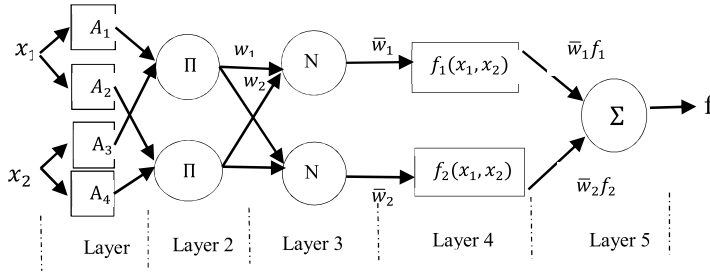 x₁
A₁
A₂
x₂
A₃
A₄
Π
Π
w₁
w₂
N
N
w̅₁
w̅₂
f₁(x₁, x₂)
f₂(x₁, x₂)
w̅₁f₁
w̅₂f₂
Σ
f
Layer
Layer 2
Layer 3
Layer 4
Layer 5